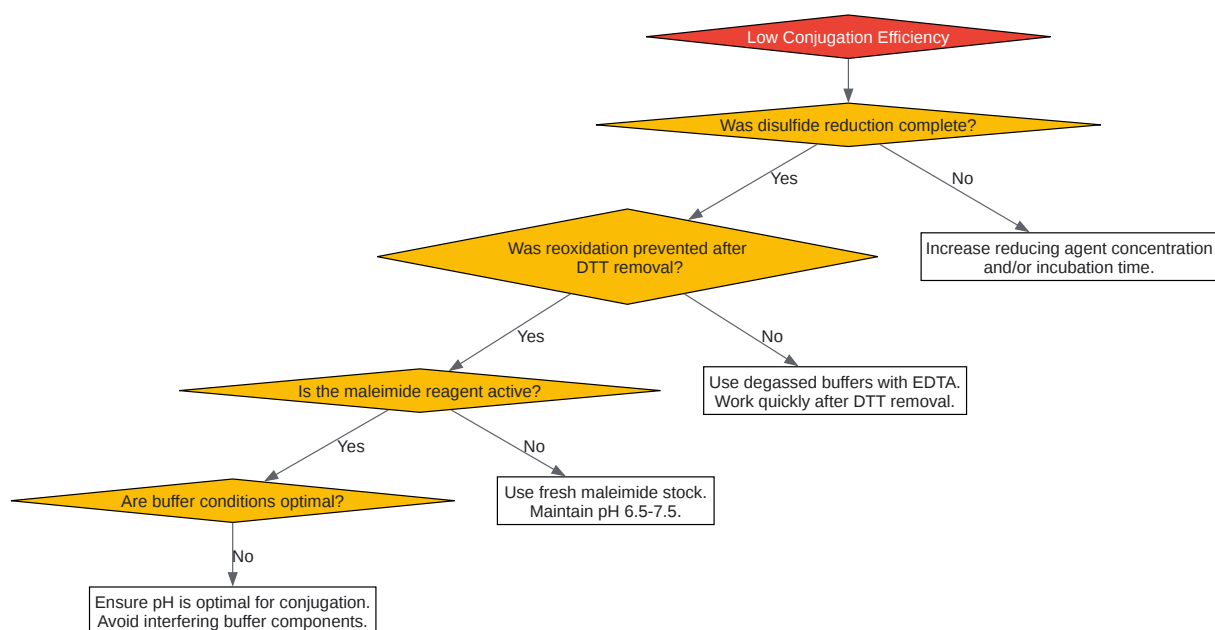 Low Conjugation Efficiency
Was disulfide reduction complete?
Yes
No
Was reoxidation prevented after
DTT removal?
Increase reducing agent concentration
and/or incubation time.
Yes
No
Is the maleimide reagent active?
Use degassed buffers with EDTA.
Work quickly after DTT removal.
Yes
No
Are buffer conditions optimal?
Use fresh maleimide stock.
Maintain pH 6.5-7.5.
No
Ensure pH is optimal for conjugation.
Avoid interfering buffer components.